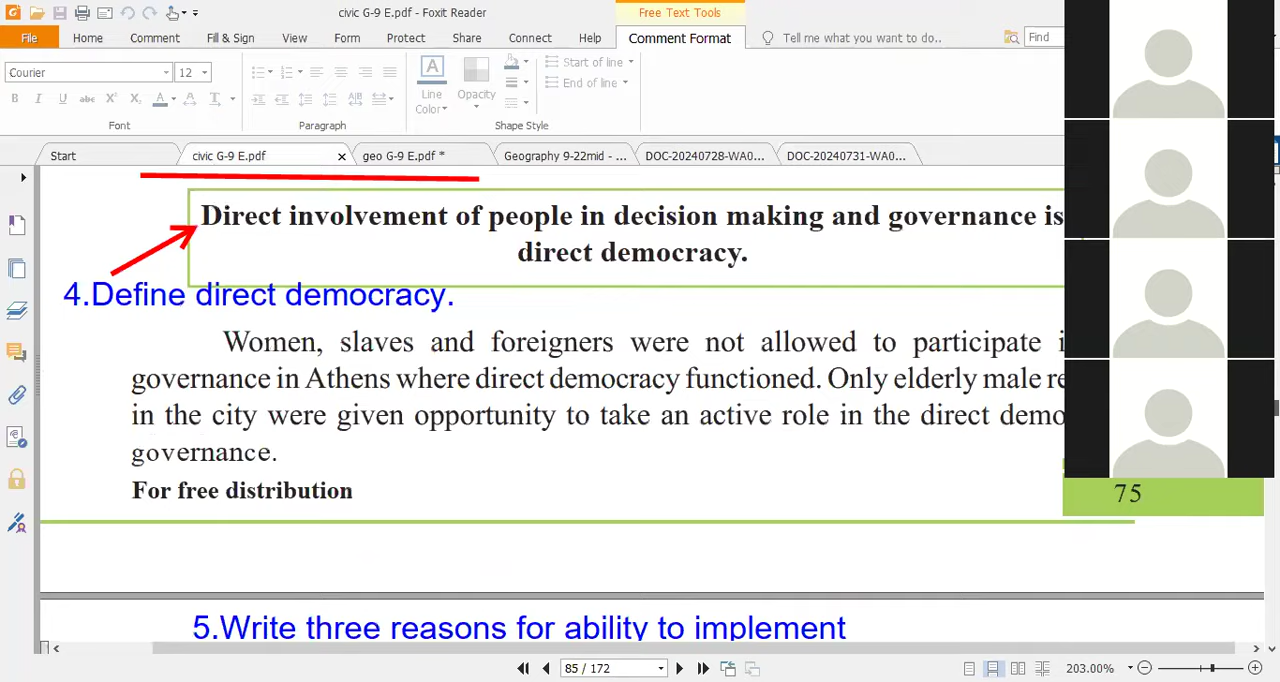 civic G-9 E.pdf - Foxit Reader
Free Text Tools
File Home Comment Fill & Sign View Form Protect Share Connect Help Comment Format Tell me what you want to do.. Find
Courier 12
Line Color Opacity Start of line
End of line
B I U abc X² X₂ A A T
Font Paragraph Shape Style
Start civic G-9 E.pdf geo G-9 E.pdf * Geography 9-22mid - ... DOC-20240728-WA0... DOC-20240731-WA0...
Direct involvement of people in decision making and governance is
direct democracy.
4.Define direct democracy.
Women, slaves and foreigners were not allowed to participate
governance in Athens where direct democracy functioned. Only elderly male
in the city were given opportunity to take an active role in the direct
governance.
For free distribution
75
5.Write three reasons for ability to implement
85 / 172
203.00%